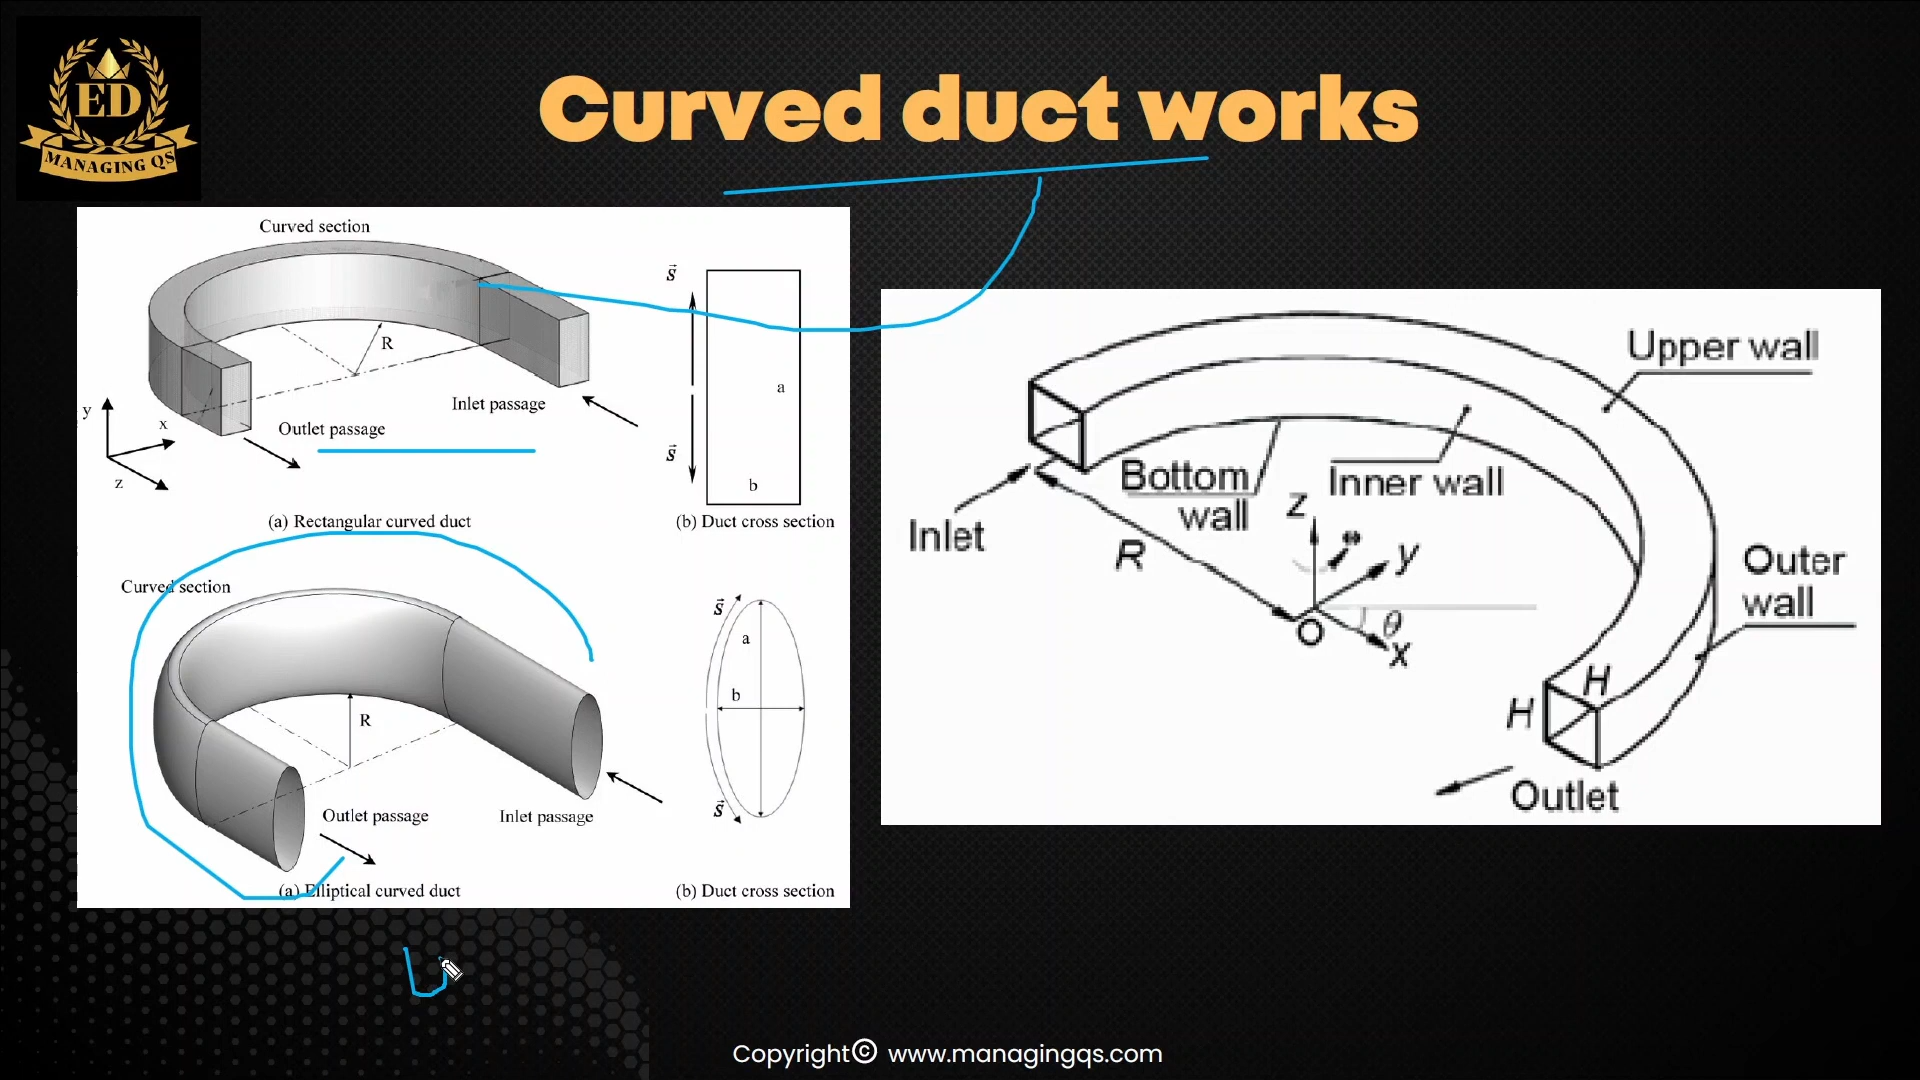 ED
MANAGING QS
Curved duct works
Curved section
R
Inlet passage
Outlet passage
y
x
z
(a) Rectangular curved duct
s⃗
s⃗
a
b
(b) Duct cross section
Curved section
R
Outlet passage
Inlet passage
(a) Elliptical curved duct
s⃗
a
b
s⃗
(b) Duct cross section
Upper wall
Bottom
wall
Inner wall
Inlet
R
Z
y
O
θ
x
Outer
wall
H
H
Outlet
Copyright© www.managingqs.com